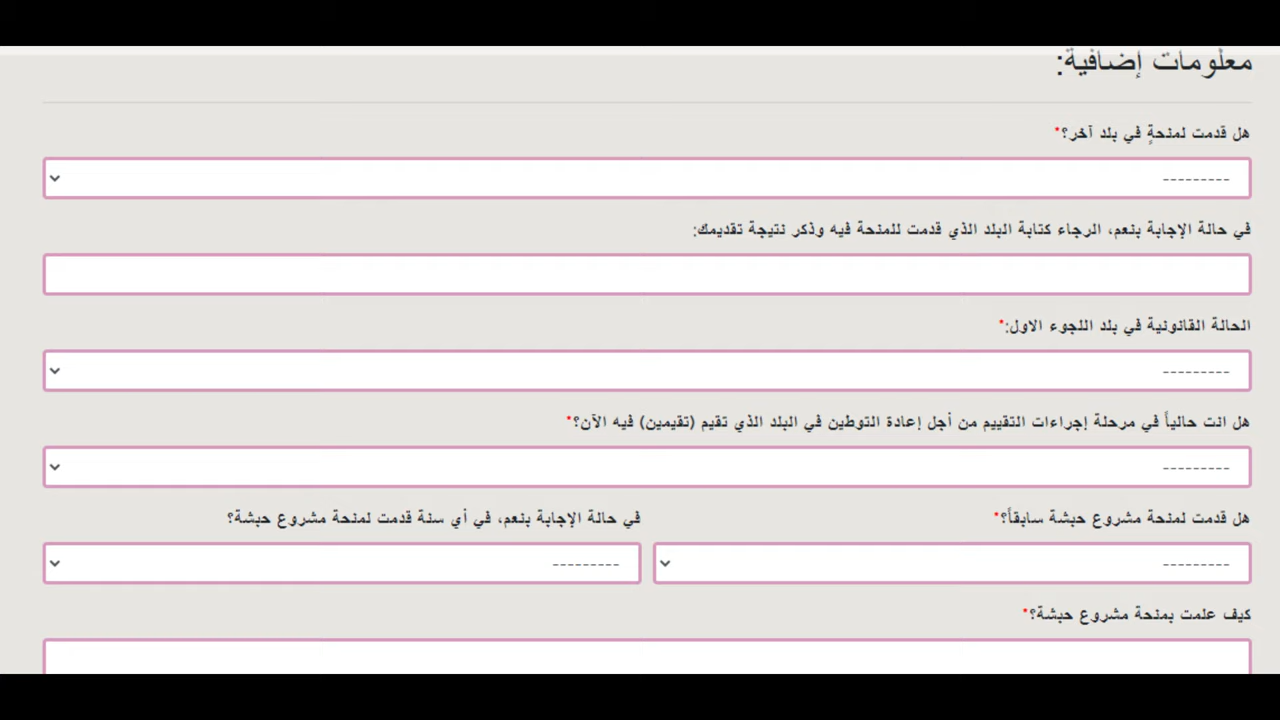 معلومات إضافية:
هل قدمت لمنحةٍ في بلد آخر؟*
---------
في حالة الإجابة بنعم، الرجاء كتابة البلد الذي قدمت للمنحة فيه وذكر نتيجة تقديمك:
الحالة القانونية في بلد اللجوء الاول:*
---------
هل انت حالياً في مرحلة إجراءات التقييم من أجل إعادة التوطين في البلد الذي تقيم (تقيمين) فيه الآن؟*
---------
هل قدمت لمنحة مشروع حبشة سابقاً؟*
---------
في حالة الإجابة بنعم، في أي سنة قدمت لمنحة مشروع حبشة؟
---------
كيف علمت بمنحة مشروع حبشة؟*